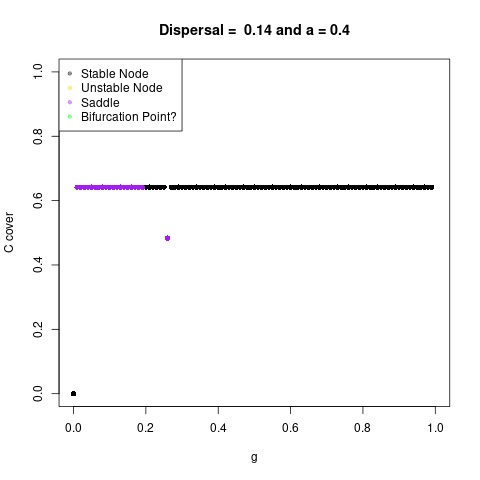 Dispersal =  0.14 and a = 0.4
Stable Node
Unstable Node
Saddle
Bifurcation Point?
1.0
0.8
0.6
0.4
0.2
0.0
C cover
0.0 0.2 0.4 0.6 0.8 1.0
g